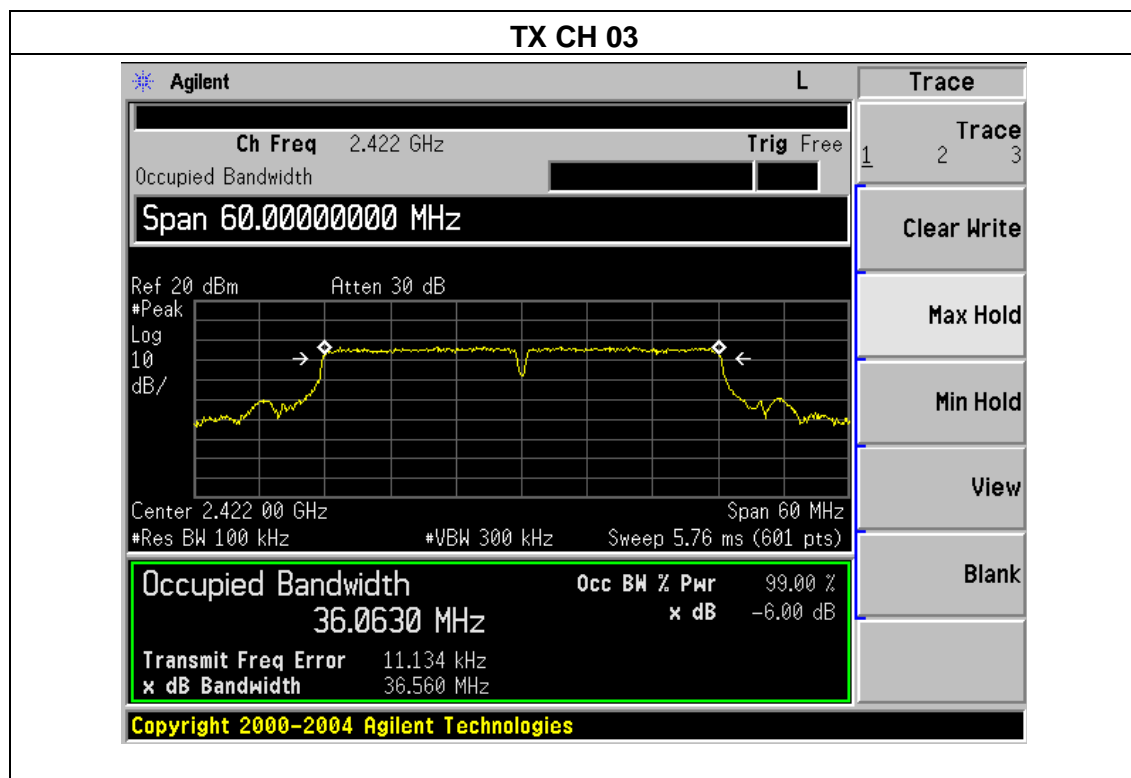 TX CH 03
Agilent L Trace
Ch Freq 2.422 GHz Trig Free
Occupied Bandwidth
Span 60.00000000 MHz
Ref 20 dBm Atten 30 dB
#Peak
Log
10
dB/
Center 2.422 00 GHz Span 60 MHz
#Res BW 100 kHz #VBW 300 kHz Sweep 5.76 ms (601 pts)
Occupied Bandwidth Occ BW % Pwr 99.00 %
36.0630 MHz x dB -6.00 dB
Transmit Freq Error 11.134 kHz
x dB Bandwidth 36.560 MHz
Copyright 2000-2004 Agilent Technologies
Trace
1 2 3
Clear Write
Max Hold
Min Hold
View
Blank